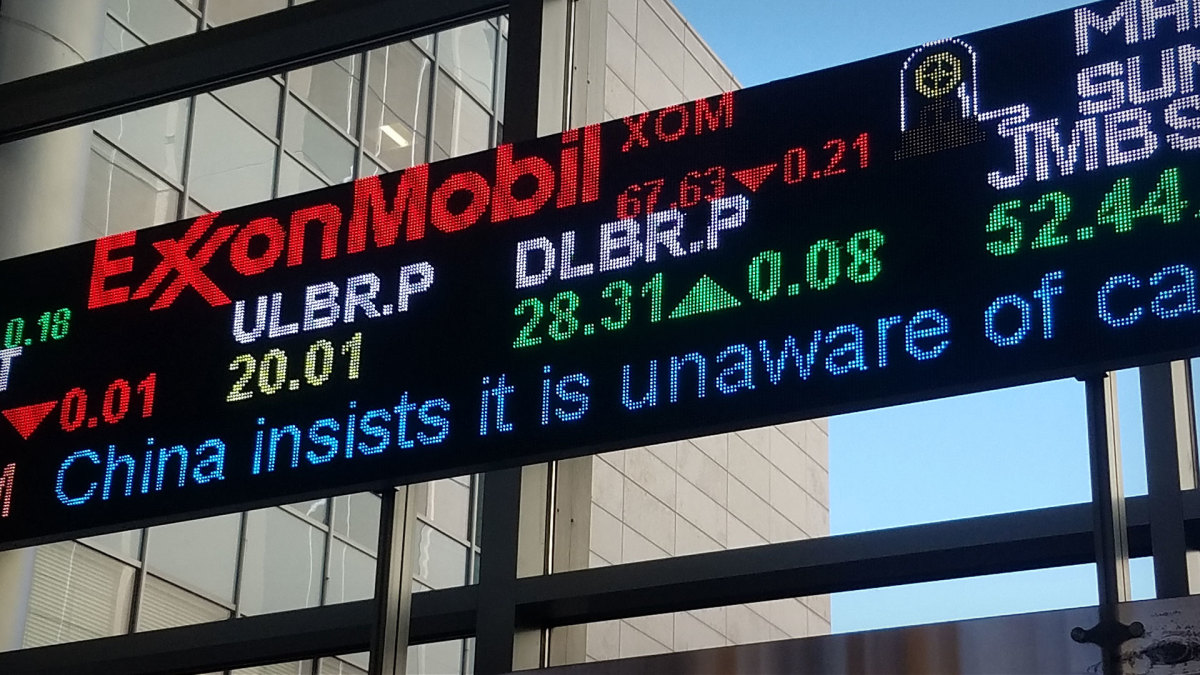 ExxonMobil XOM
67.63 ▼0.21
0.18
ULBR.P
20.01
DLBR.P
28.31▲0.08
JMBS
52.44
▼0.01
China insists it is unaware of